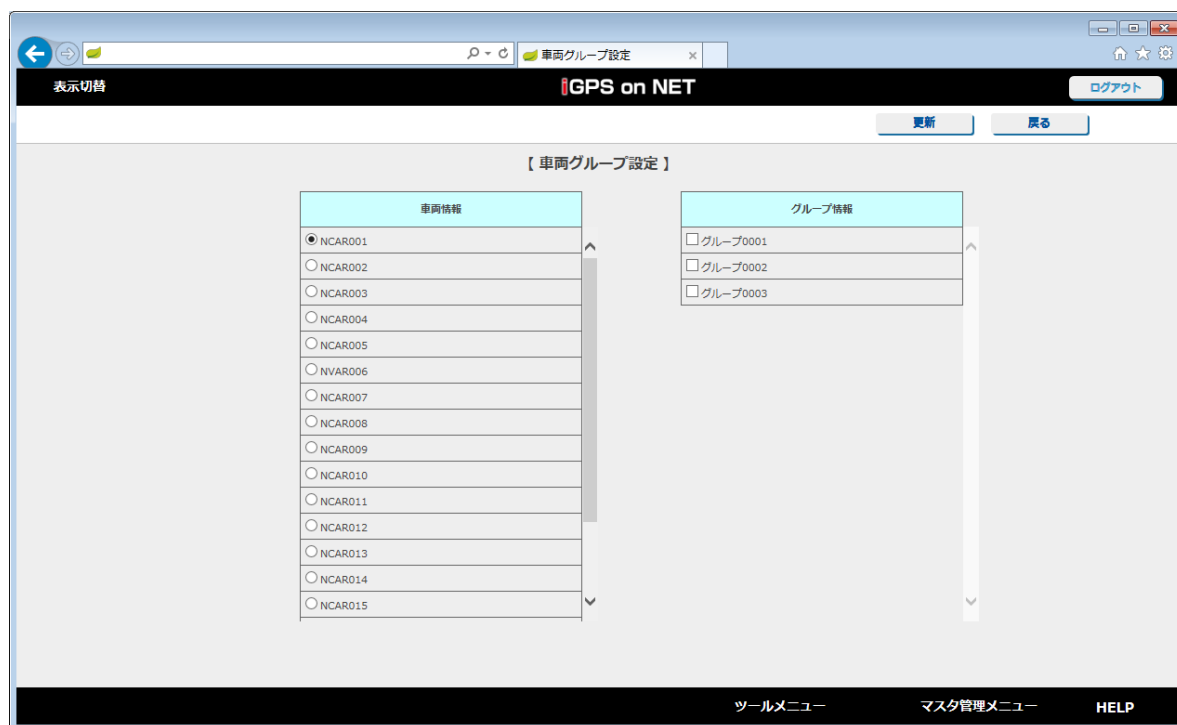 車両グループ設定
表示切替
iGPS on NET
ログアウト
更新 戻る
【 車両グループ設定 】
車両情報
NCAR001
NCAR002
NCAR003
NCAR004
NCAR005
NVAR006
NCAR007
NCAR008
NCAR009
NCAR010
NCAR011
NCAR012
NCAR013
NCAR014
NCAR015
グループ情報
グループ0001
グループ0002
グループ0003
ツールメニュー マスタ管理メニュー HELP